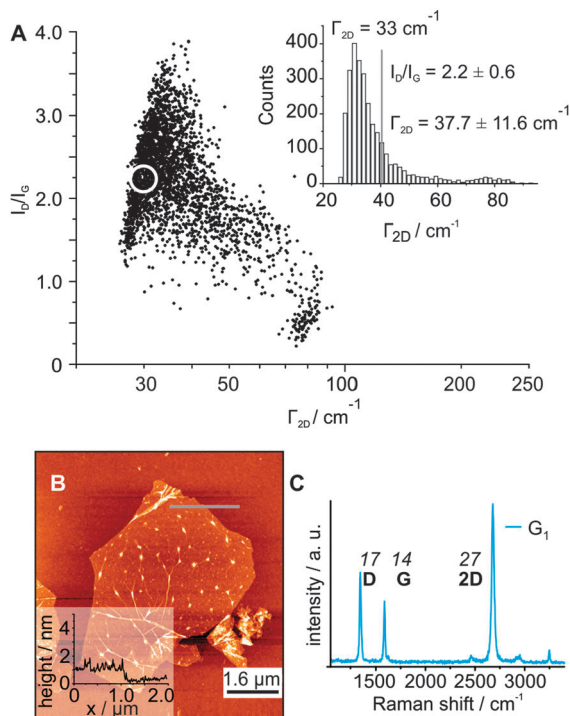 A
4.0
3.0
2.0
1.0
0
I_D/I_G
30
50
100
200
250
Γ_2D / cm⁻¹
Γ_2D = 33 cm⁻¹
I_D/I_G = 2.2 ± 0.6
Γ_2D = 37.7 ± 11.6 cm⁻¹
400
300
200
100
0
Counts
20
40
60
80
Γ_2D / cm⁻¹
B
height / nm
4
2
0
0
1.0
2.0
x / µm
1.6 µm
C
G₁
17
D
14
G
27
2D
intensity / a. u.
1500
2000
2500
3000
Raman shift / cm⁻¹